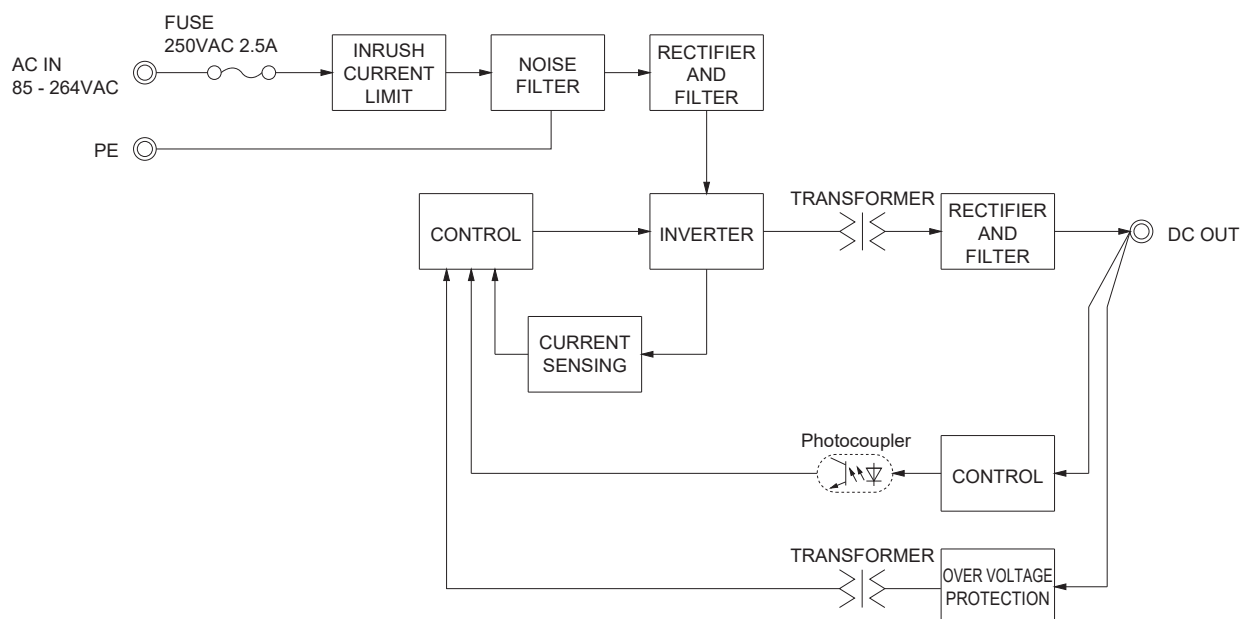 FUSE
250VAC 2.5A
AC IN
85 - 264VAC
INRUSH
CURRENT
LIMIT
NOISE
FILTER
RECTIFIER
AND
FILTER
PE
CONTROL
INVERTER
TRANSFORMER
RECTIFIER
AND
FILTER
DC OUT
CURRENT
SENSING
Photocoupler
CONTROL
TRANSFORMER
OVER VOLTAGE
PROTECTION